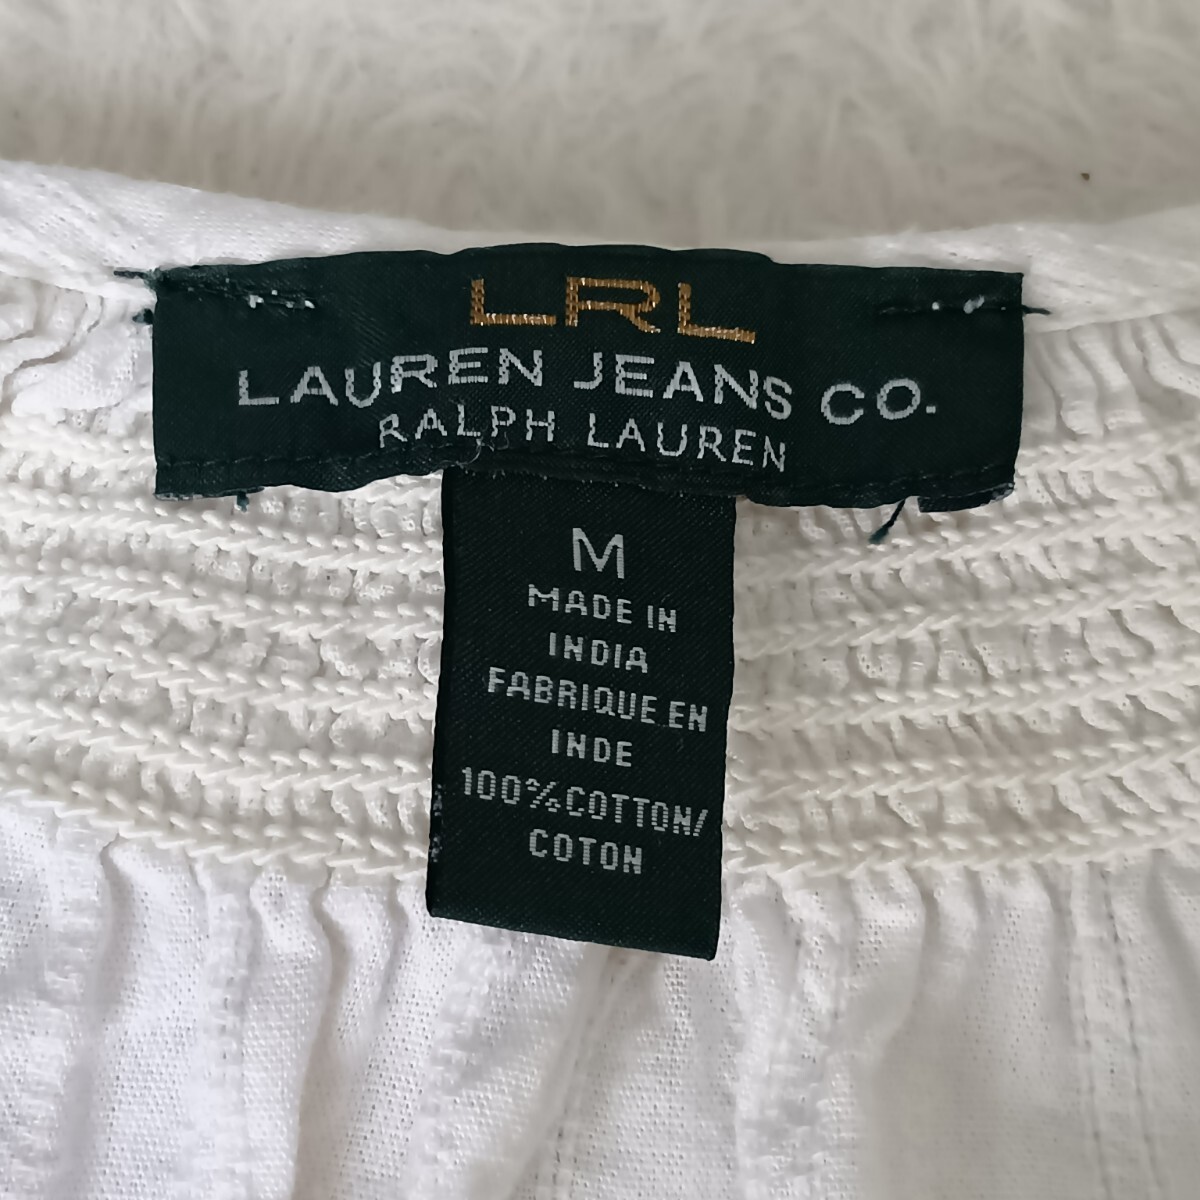 LRL
LAUREN JEANS CO.
RALPH LAUREN
M
MADE IN
INDIA
FABRIQUE EN
INDE
100%COTTON/
COTON